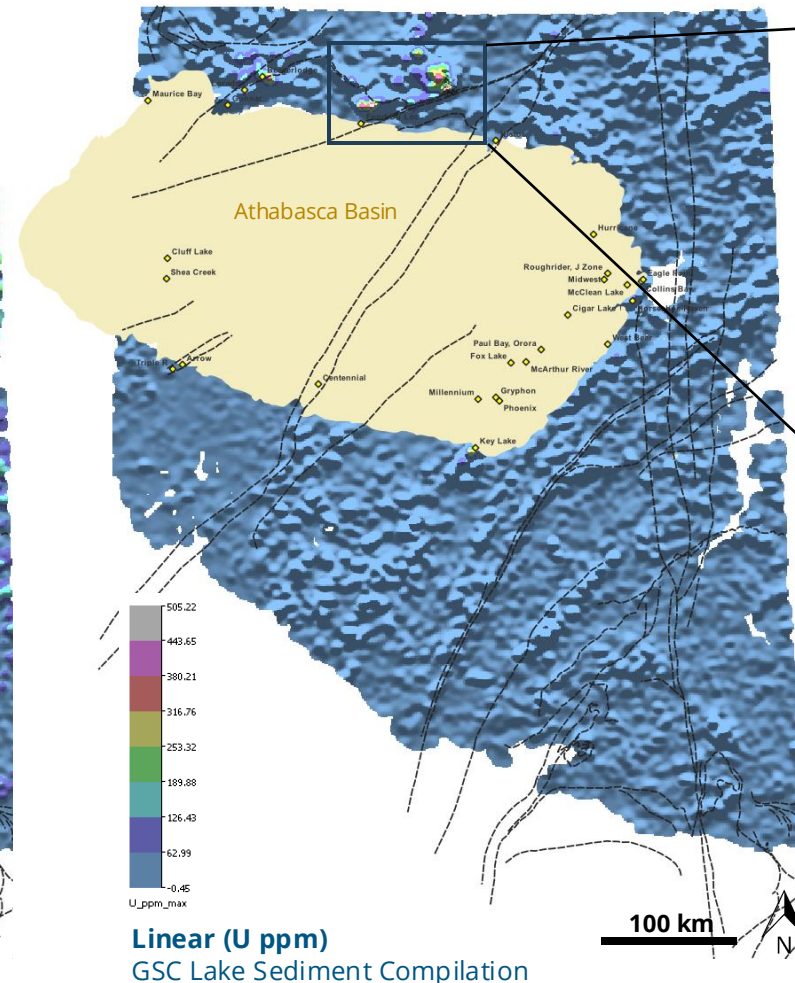 Maurice Bay
Athabasca Basin
Hurricane
Cluff Lake
Roughrider, J Zone
Eagle Point
Shea Creek
Midwest
McClean Lake
Collins Bay
Cigar Lake
West Bear
Paul Bay, Orora
Fox Lake
McArthur River
Arrow
Triple R
Centennial
Millennium
Gryphon
Phoenix
Key Lake
505.22
443.65
380.21
316.76
253.32
189.88
126.43
62.99
-0.45
U_ppm_max
100 km
N
Linear (U ppm)
GSC Lake Sediment Compilation